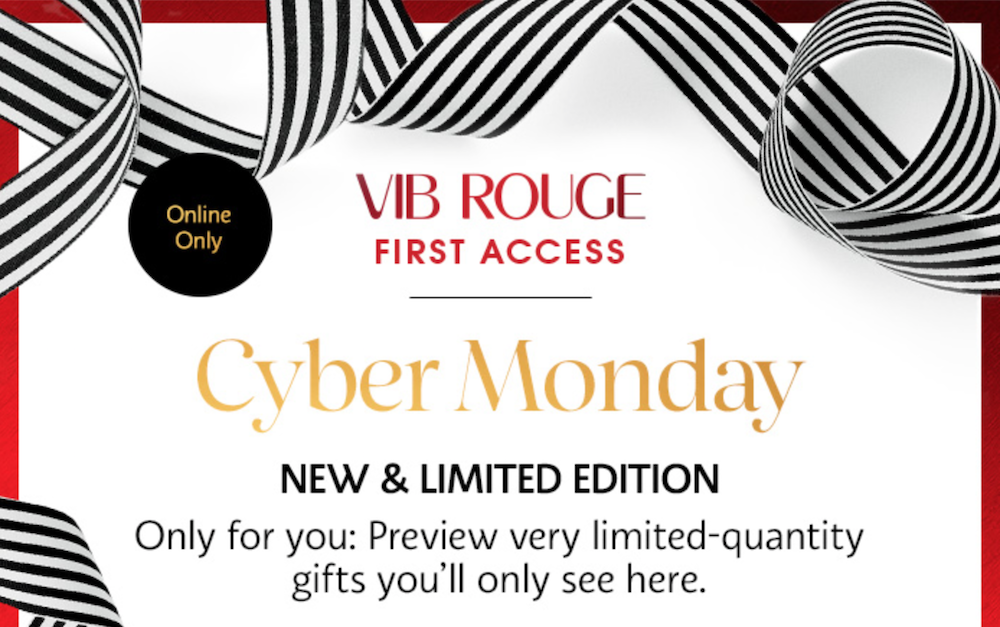 Online
Only
VIB ROUGE
FIRST ACCESS
Cyber Monday
NEW & LIMITED EDITION
Only for you: Preview very limited-quantity
gifts you'll only see here.